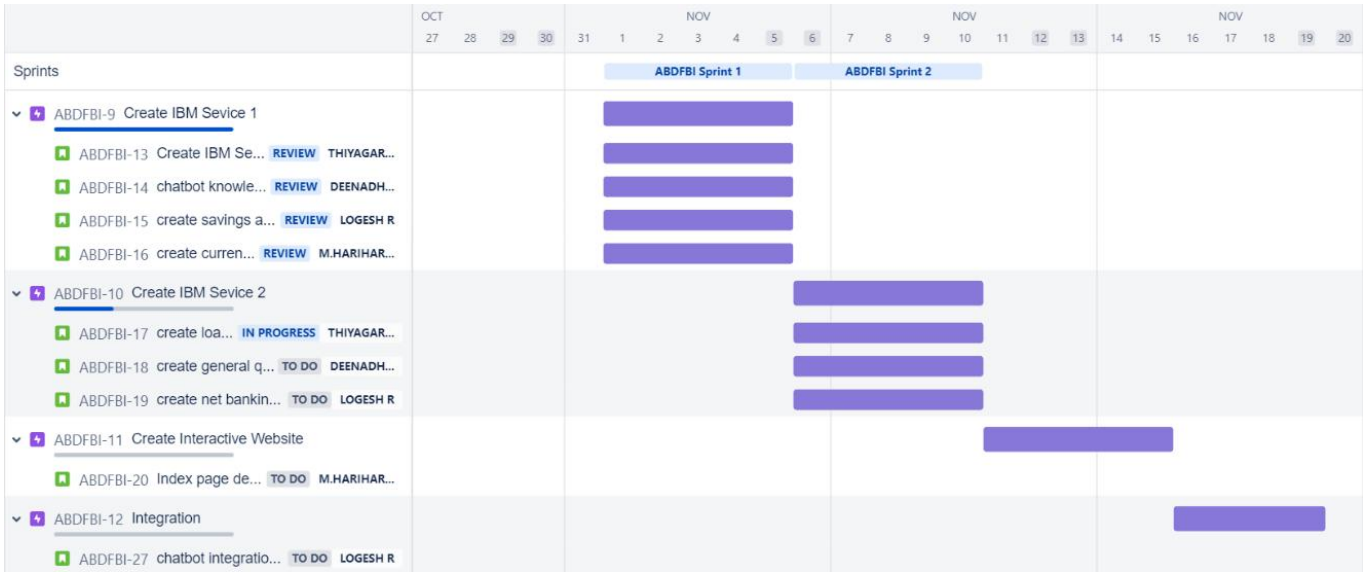 OCT NOV NOV NOV
27 28 29 30 31 1 2 3 4 5 6 7 8 9 10 11 12 13 14 15 16 17 18 19 20
Sprints ABDFBI Sprint 1 ABDFBI Sprint 2
ABDFBI-9 Create IBM Sevice 1
ABDFBI-13 Create IBM Se... REVIEW THIYAGAR...
ABDFBI-14 chatbot knowle... REVIEW DEENADH...
ABDFBI-15 create savings a... REVIEW LOGESH R
ABDFBI-16 create curren... REVIEW M.HARIHAR...
ABDFBI-10 Create IBM Sevice 2
ABDFBI-17 create loa... IN PROGRESS THIYAGAR...
ABDFBI-18 create general q... TO DO DEENADH...
ABDFBI-19 create net bankin... TO DO LOGESH R
ABDFBI-11 Create Interactive Website
ABDFBI-20 Index page de... TO DO M.HARIHAR...
ABDFBI-12 Integration
ABDFBI-27 chatbot integratio... TO DO LOGESH R